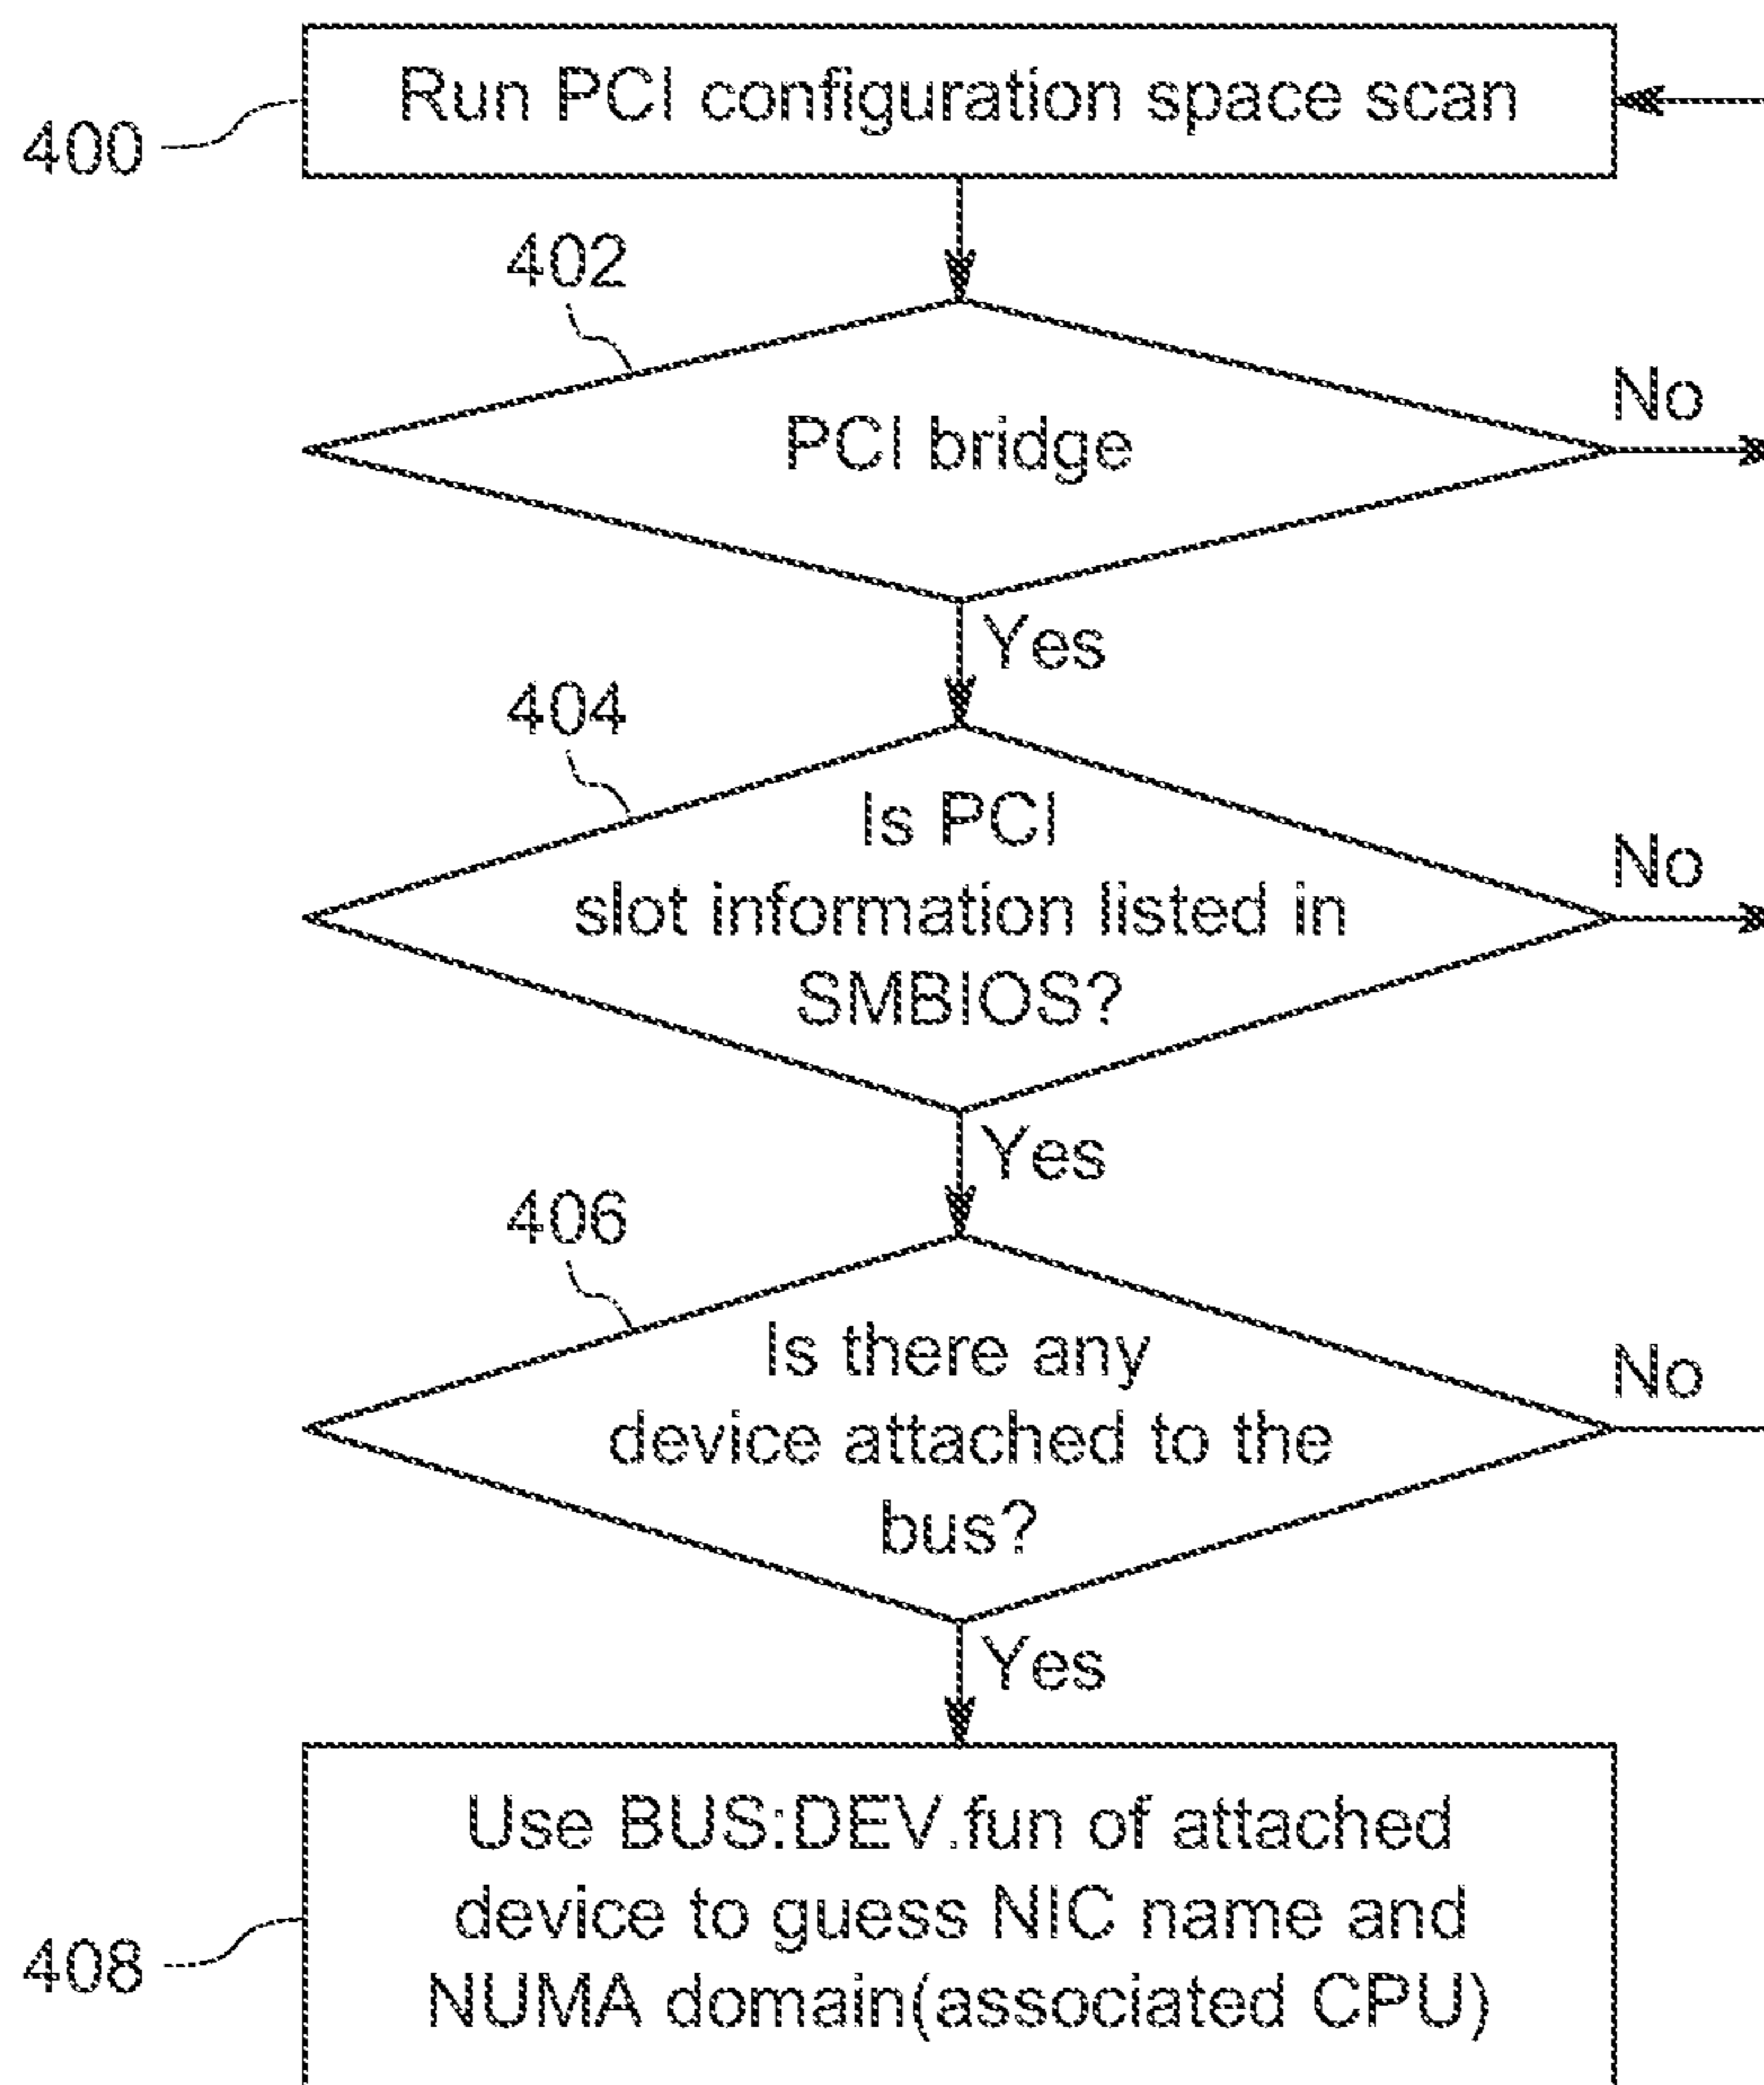 Run PCI configuration space scan
400
402
PCI bridge
No
Yes
404
Is PCI
slot information listed in
SMBIOS?
No
Yes
406
Is there any
device attached to the
bus?
No
Yes
Use BUS:DEV.fun of attached
device to guess NIC name and
NUMA domain(associated CPU)
408